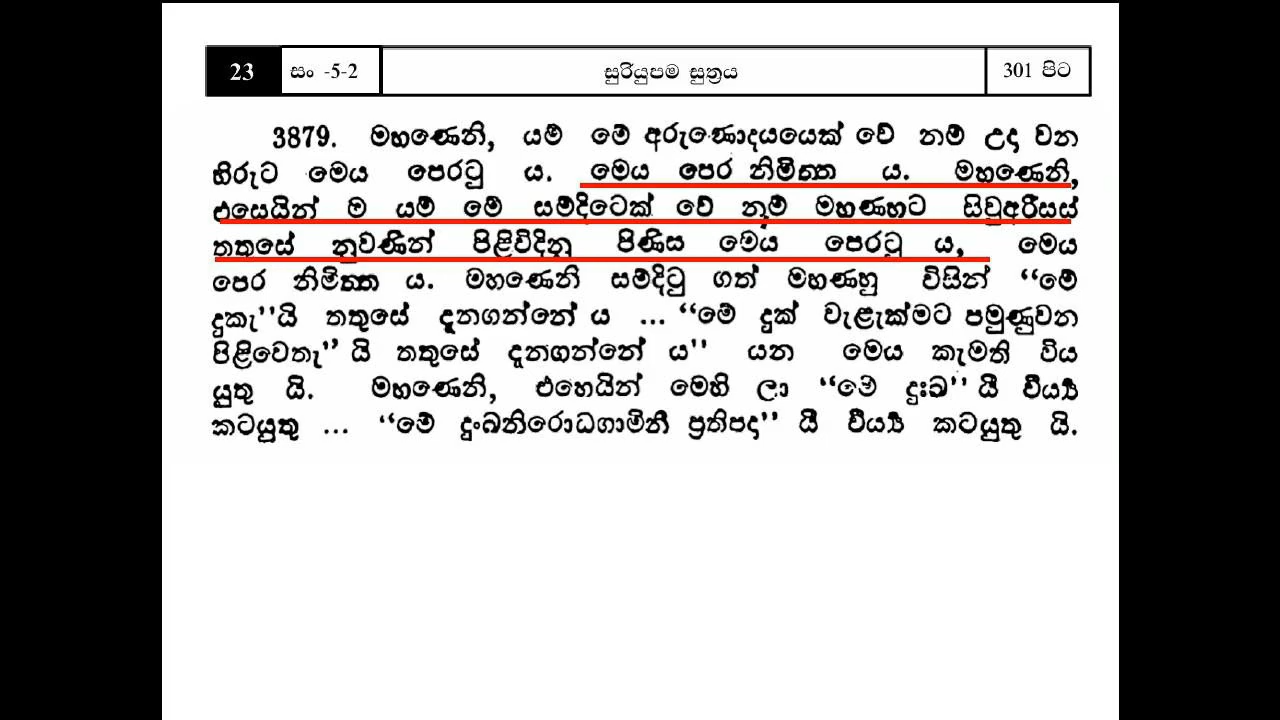 23 සං -5-2 සුරියුපම සුත්‍රය 301 පිට
3879. මහණෙනි, යම් මේ අරුණොදයයෙක් වේ නම් උදා වන
හිරුට මෙය පෙරටු ය. මෙය පෙර නිමිත්ත ය. මහණෙනි,
එසෙයින් ම යම් මේ සම්දිටෙක් වේ නුම් මහණහට සිවුඅරීසස්
තතුසේ නුවණින් පිළිවිදිනු පිණිස මෙය පෙරටු ය, මෙය
පෙර නිමිත්ත ය. මහණෙනි සම්දිටු ගත් මහණහු විසින් “මේ
දුකැ”යි තතුසේ දැනගන්නේ ය ... “මේ දුක් වැළැක්මට පමුණුවන
පිළිවෙතැ” යි තතුසේ දැනගන්නේ ය” යන මෙය කැමති විය
යුතු යි. මහණෙනි, එහෙයින් මෙහි ලා “මේ දුඃඛ” යී වීර්‍ය්‍ය
කටයුතු ... “මේ දුංඛනිරොධගාමිනී ප්‍රතිපදා” යී වීර්‍ය්‍ය කටයුතු යි.